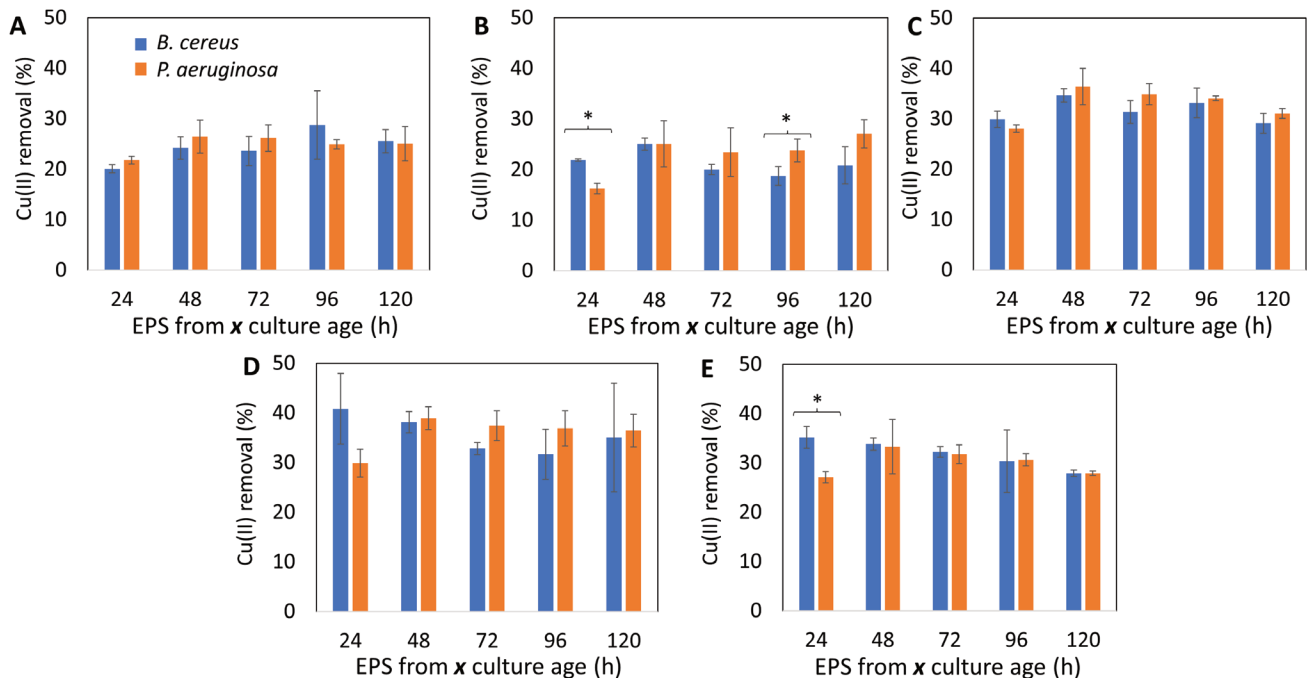 A
50
40
30
20
10
0
Cu(II) removal (%)
B. cereus
P. aeruginosa
24 48 72 96 120
EPS from x culture age (h)
B
50
40
30
20
10
0
Cu(II) removal (%)
*
*
24 48 72 96 120
EPS from x culture age (h)
C
50
40
30
20
10
0
Cu(II) removal (%)
24 48 72 96 120
EPS from x culture age (h)
D
50
40
30
20
10
0
Cu(II) removal (%)
24 48 72 96 120
EPS from x culture age (h)
E
50
40
30
20
10
0
Cu(II) removal (%)
*
24 48 72 96 120
EPS from x culture age (h)